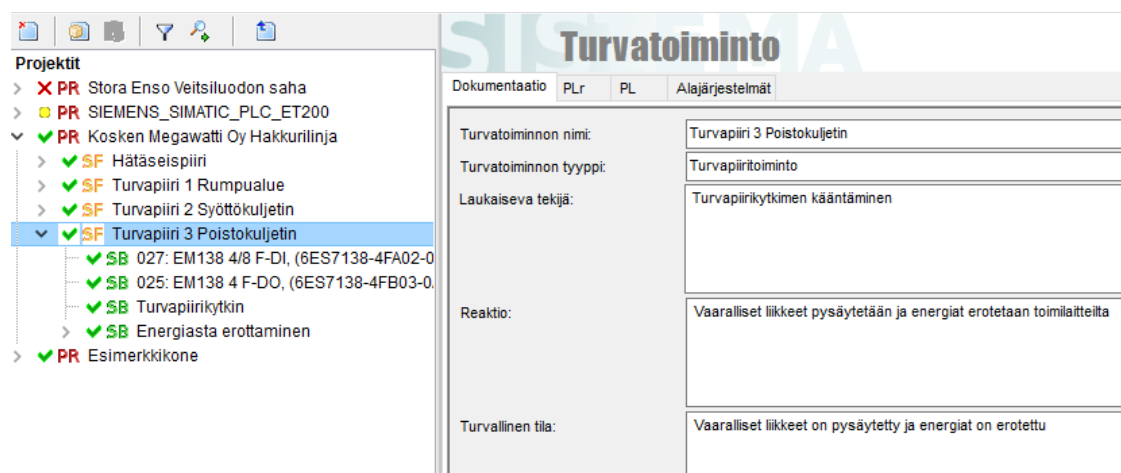 SISTEMA
Turvatoiminto
Projektit
PR Stora Enso Veitsiluodon saha
PR SIEMENS_SIMATIC_PLC_ET200
PR Kosken Megawatti Oy Hakkurilinja
SF Hätäseispiiri
SF Turvapiiri 1 Rumpualue
SF Turvapiiri 2 Syöttökuljetin
SF Turvapiiri 3 Poistokuljetin
SB 027: EM138 4/8 F-DI, (6ES7138-4FA02-0
SB 025: EM138 4 F-DO, (6ES7138-4FB03-0.
SB Turvapiirikytkin
SB Energiasta erottaminen
PR Esimerkkikone
Dokumentaatio PLr PL Alajärjestelmät
Turvatoiminnon nimi: Turvapiiri 3 Poistokuljetin
Turvatoiminnon tyyppi: Turvapiiritoiminto
Laukaiseva tekijä: Turvapiirikytkimen kääntäminen
Reaktio: Vaaralliset liikkeet pysäytetään ja energiat erotetaan toimilaitteilta
Turvallinen tila: Vaaralliset liikkeet on pysäytetty ja energiat on erotettu